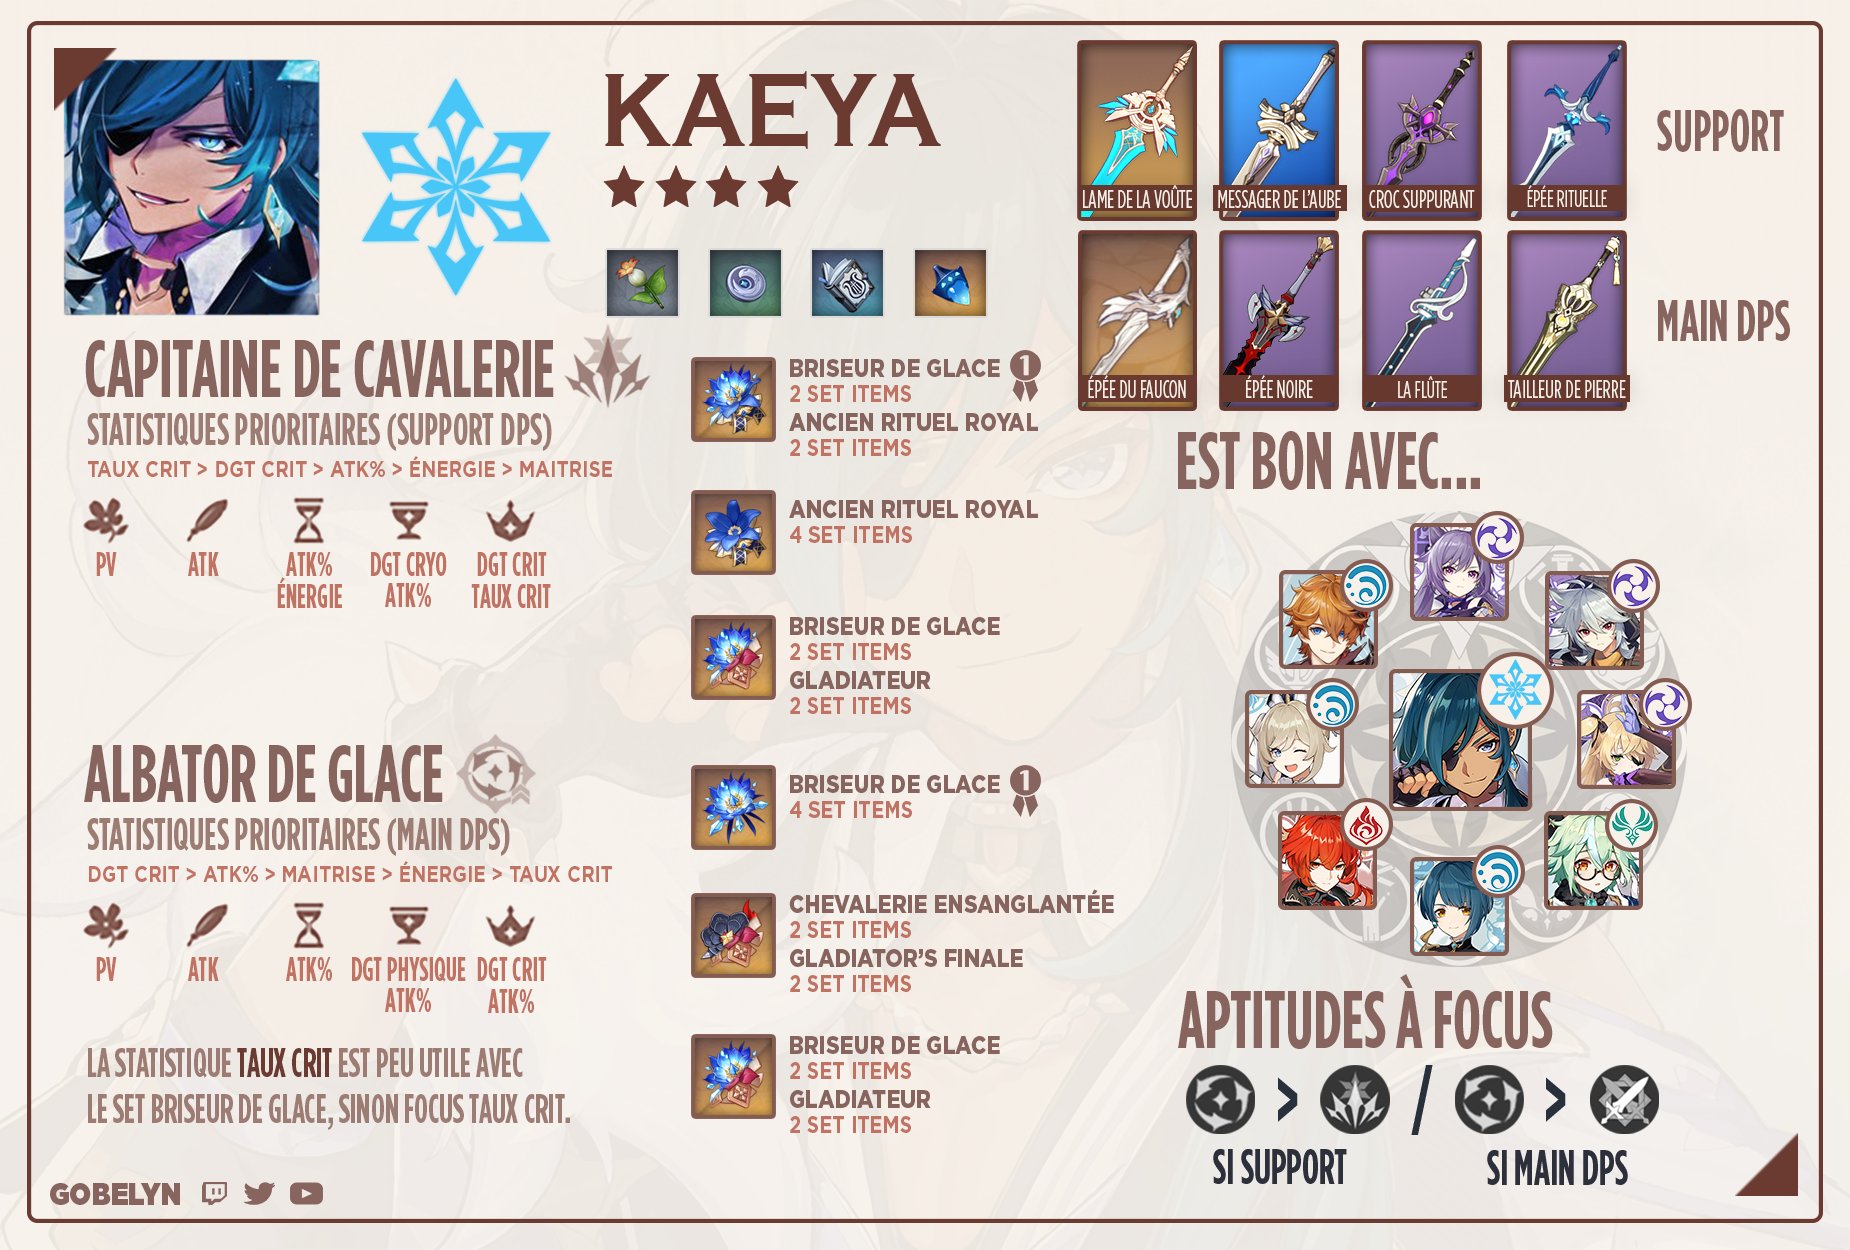 KAEYA
CAPITAINE DE CAVALERIE
STATISTIQUES PRIORITAIRES (SUPPORT DPS)
TAUX CRIT > DGT CRIT > ATK% > ÉNERGIE > MAITRISE
PV
ATK
ATK%
ÉNERGIE
DGT CRYO
ATK%
DGT CRIT
TAUX CRIT
ALBATOR DE GLACE
STATISTIQUES PRIORITAIRES (MAIN DPS)
DGT CRIT > ATK% > MAITRISE > ÉNERGIE > TAUX CRIT
PV
ATK
ATK%
DGT PHYSIQUE
ATK%
DGT CRIT
ATK%
LA STATISTIQUE TAUX CRIT EST PEU UTILE AVEC
LE SET BRISEUR DE GLACE, SINON FOCUS TAUX CRIT.
GOBELYN
BRISEUR DE GLACE 1
2 SET ITEMS
ANCIEN RITUEL ROYAL
2 SET ITEMS
ANCIEN RITUEL ROYAL
4 SET ITEMS
BRISEUR DE GLACE
2 SET ITEMS
GLADIATEUR
2 SET ITEMS
BRISEUR DE GLACE 1
4 SET ITEMS
CHEVALERIE ENSANGLANTÉE
2 SET ITEMS
GLADIATOR'S FINALE
2 SET ITEMS
BRISEUR DE GLACE
2 SET ITEMS
GLADIATEUR
2 SET ITEMS
LAME DE LA VOÛTE
MESSAGER DE L'AUBE
CROC SUPPURANT
ÉPÉE RITUELLE
SUPPORT
ÉPÉE DU FAUCON
ÉPÉE NOIRE
LA FLÛTE
TAILLEUR DE PIERRE
MAIN DPS
EST BON AVEC...
APTITUDES À FOCUS
> / >
SI SUPPORT
SI MAIN DPS